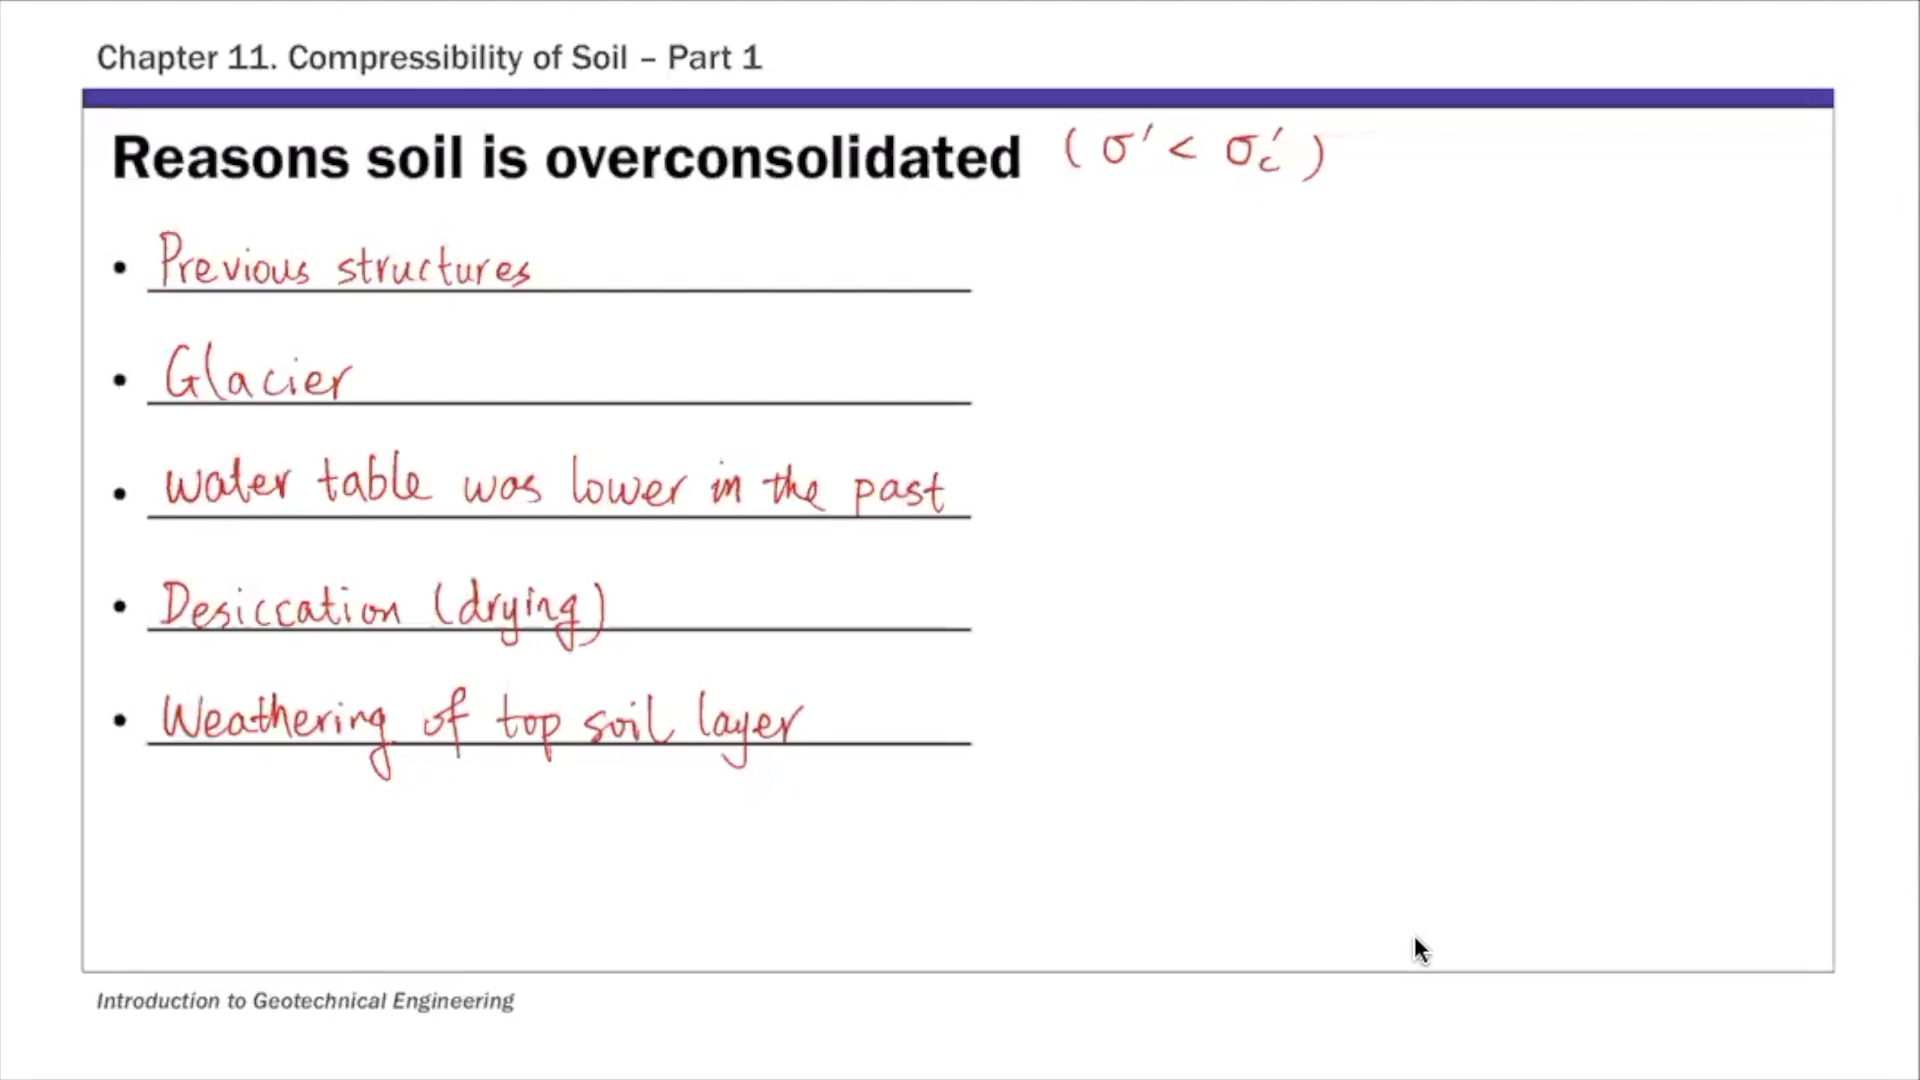 Chapter 11. Compressibility of Soil – Part 1
Reasons soil is overconsolidated (σ' < σc')
• Previous structures
• Glacier
• water table was lower in the past
• Desiccation (drying)
• Weathering of top soil layer
Introduction to Geotechnical Engineering